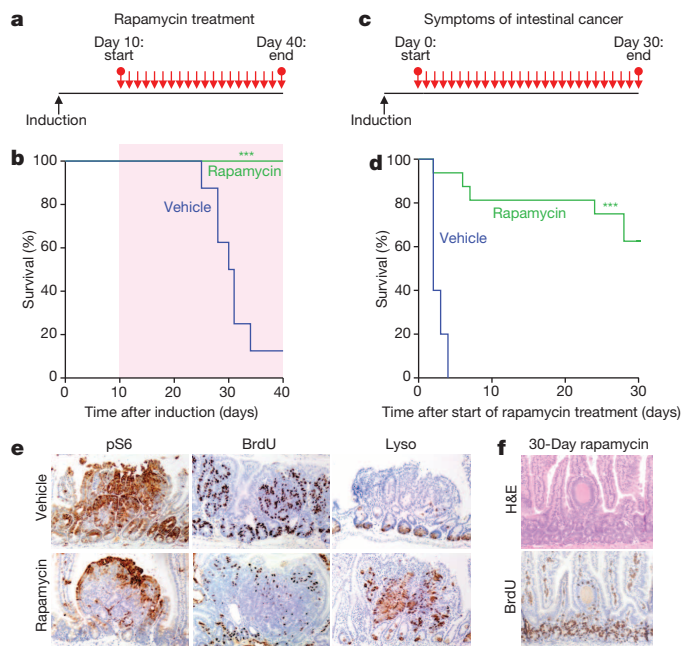 a
Rapamycin treatment
Day 10:
start
Day 40:
end
Induction
c
Symptoms of intestinal cancer
Day 0:
start
Day 30:
end
Induction
b
100
80
60
40
20
0
Survival (%)
***
Rapamycin
Vehicle
0
20
30
40
10
Time after induction (days)
d
100
80
60
40
20
0
Survival (%)
***
Rapamycin
Vehicle
0
10
20
30
Time after start of rapamycin treatment (days)
e
pS6
BrdU
Lyso
Vehicle
Rapamycin
f
30-Day rapamycin
H&E
BrdU